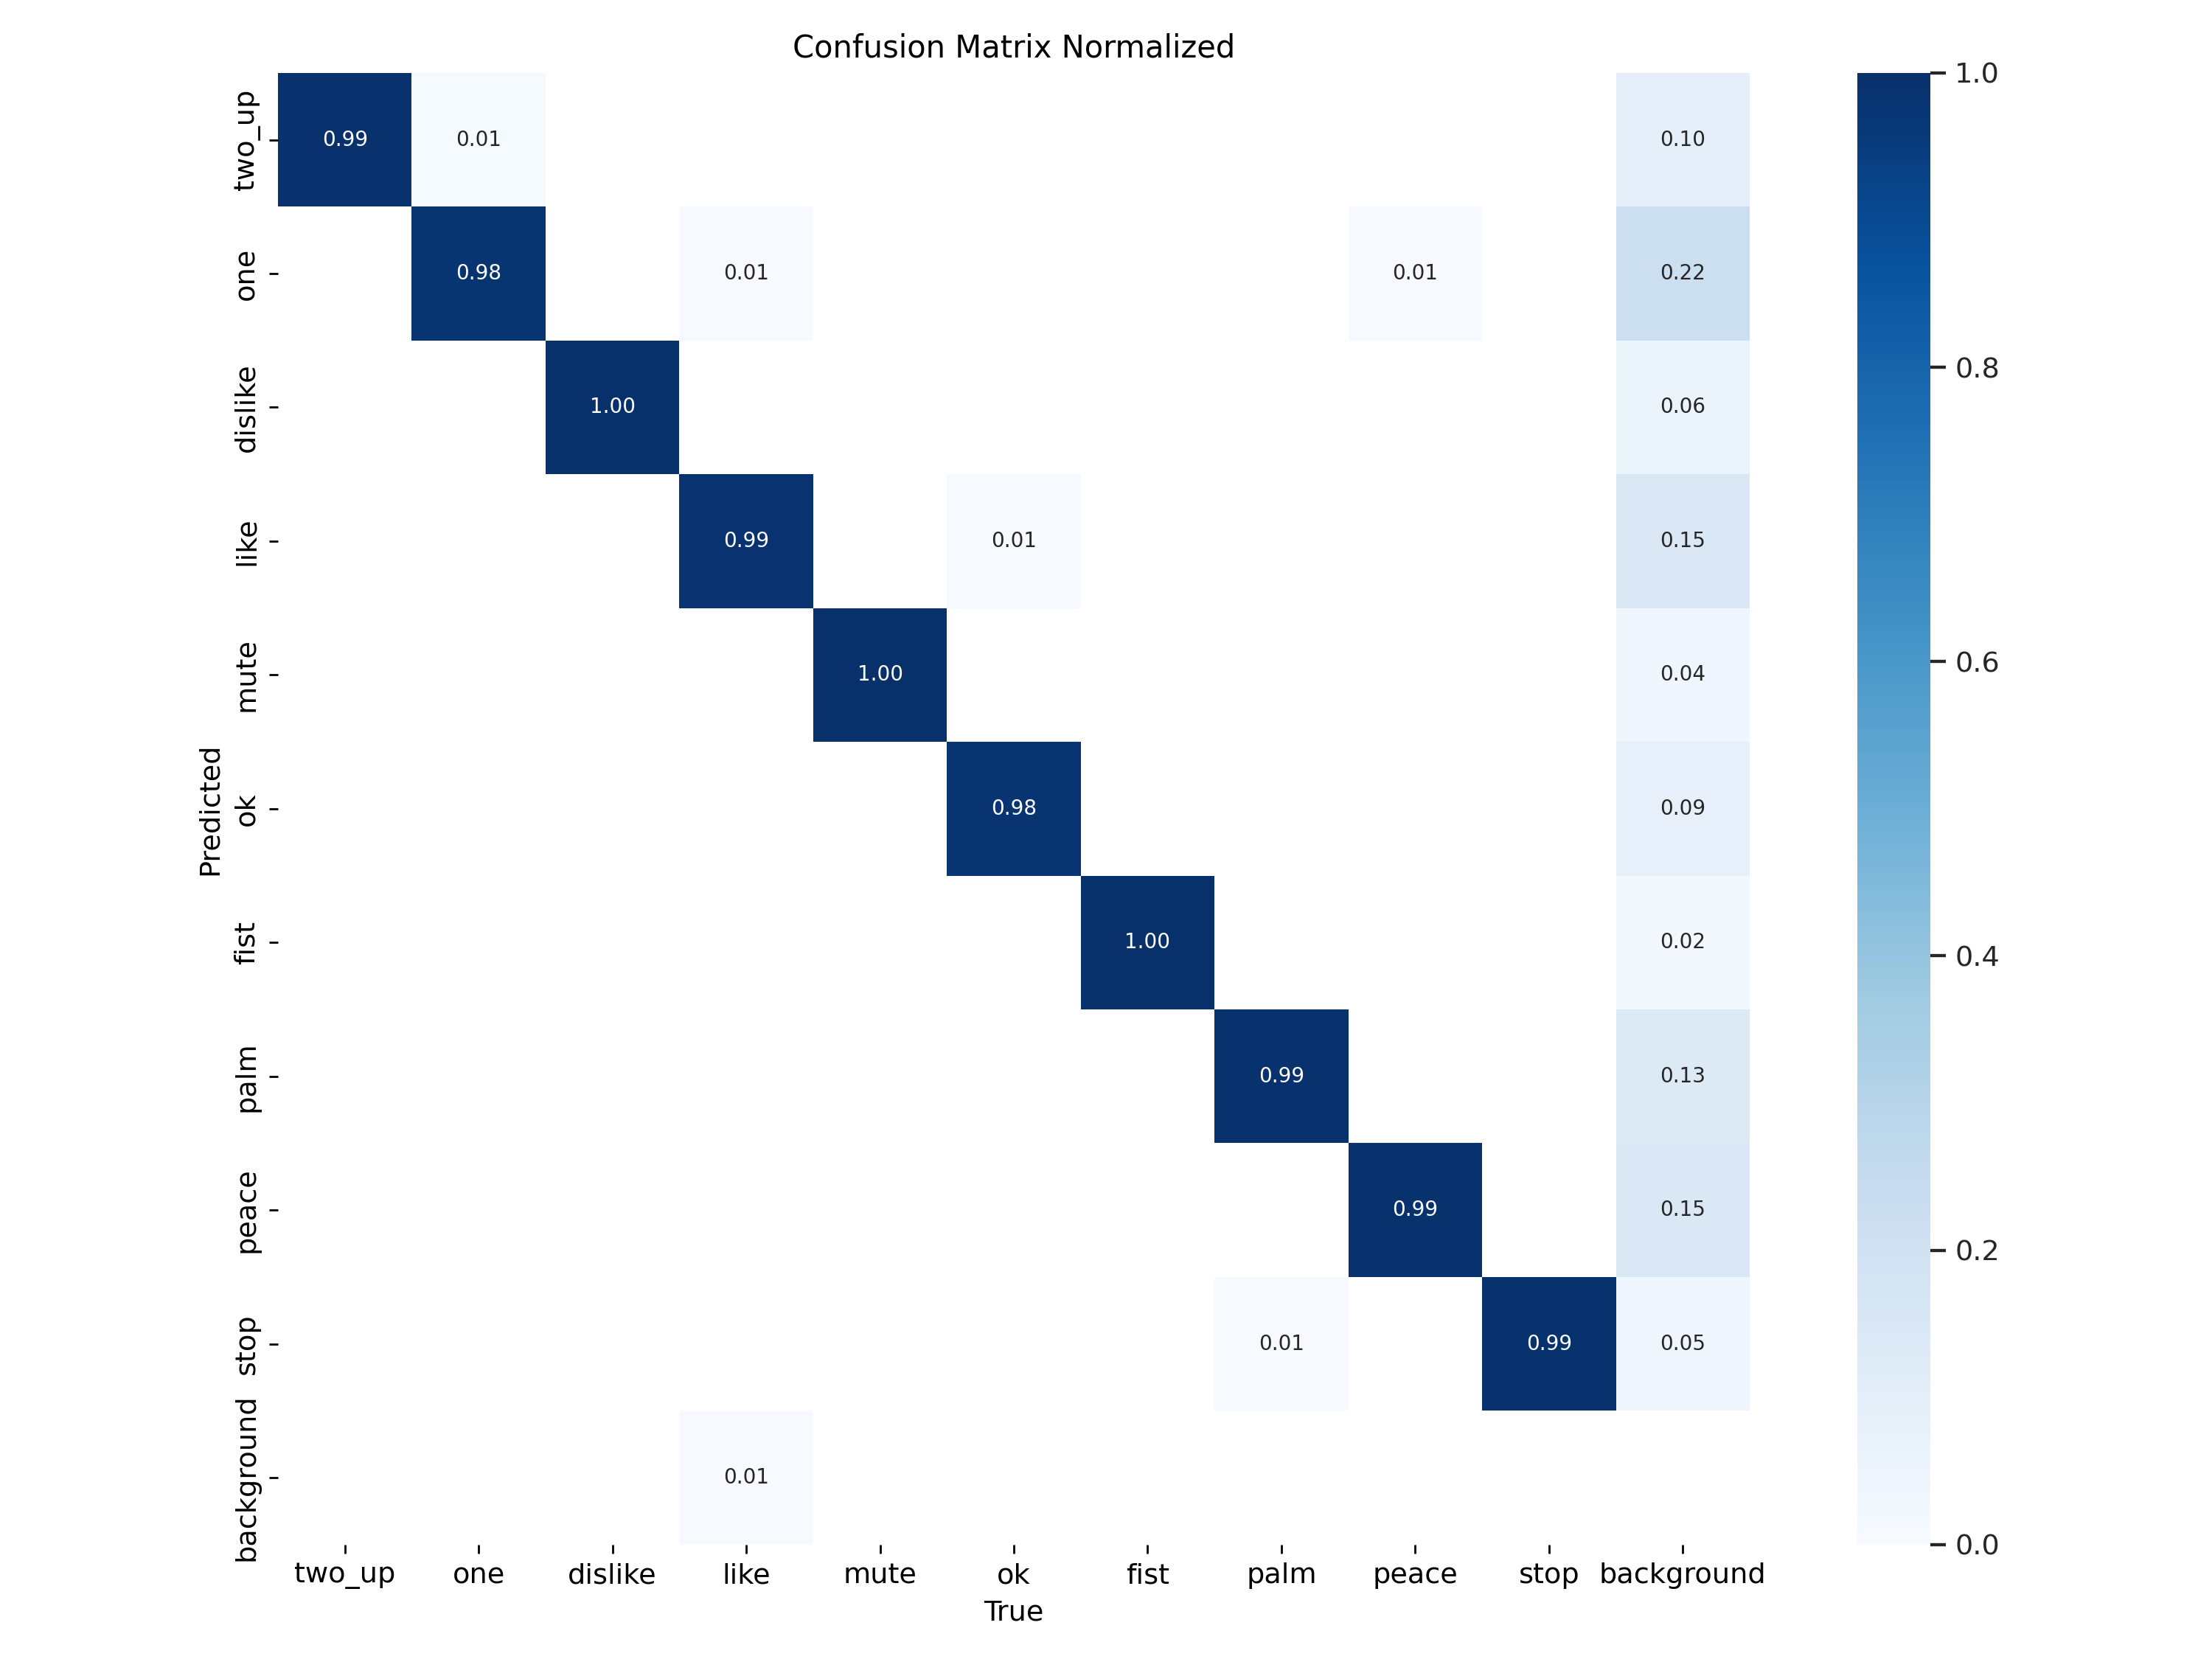 Confusion Matrix Normalized
two_up 0.99 0.01 0.10 1.0
one 0.98 0.01 0.01 0.22
dislike 1.00 0.06 0.8
like 0.99 0.01 0.15
mute 1.00 0.04 0.6
Predicted
ok 0.98 0.09
fist 1.00 0.02 0.4
palm 0.99 0.13
peace 0.99 0.15 0.2
stop 0.01 0.99 0.05
background 0.01 0.0
two_up one dislike like mute ok fist palm peace stop background
True